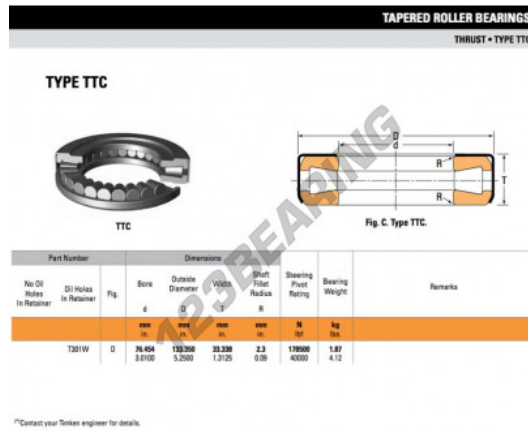 TAPERED ROLLER BEARINGS
THRUST • TYPE TTC
TYPE TTC
D
d
R
T
R
TTC
Fig. C. Type TTC.
123BEARING
Part Number Dimensions
No Oil Holes In Retainer Oil Holes In Retainer Fig. Bore Outside Diameter Width Shaft Fillet Radius Steering Pivot Rating Bearing Weight Remarks
d D T R
mm mm mm mm N kg
in. in. in. in. lbf lbs.
T301W D 76.454 133.350 33.338 2.3 178500 1.87
3.0100 5.2500 1.3125 0.09 40000 4.12
Contact your Timken engineer for details.